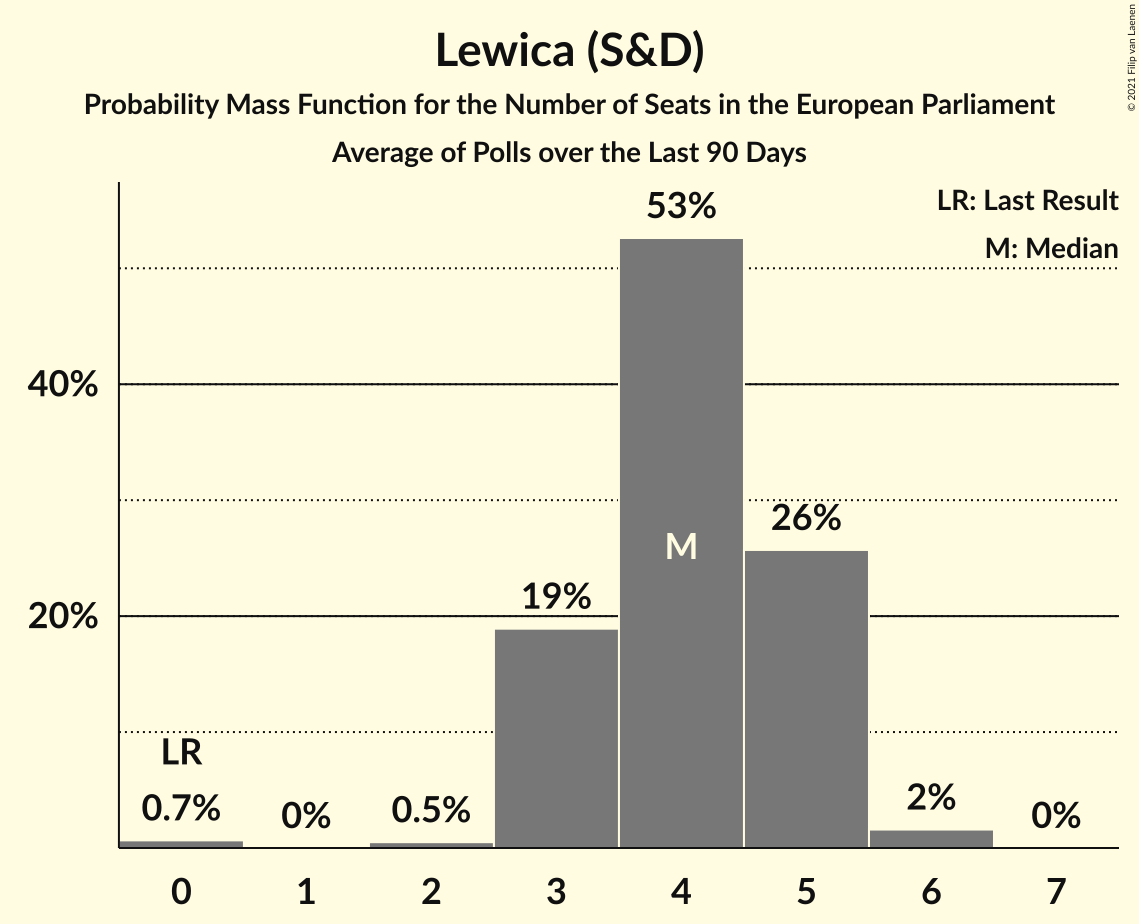 Lewica (S&D)
Probability Mass Function for the Number of Seats in the European Parliament
Average of Polls over the Last 90 Days
© 2021 Filip van Laenen
LR: Last Result
M: Median
53%
40%
26%
M
19%
20%
LR
0.7%
0%
0.5%
2%
0%
0 1 2 3 4 5 6 7